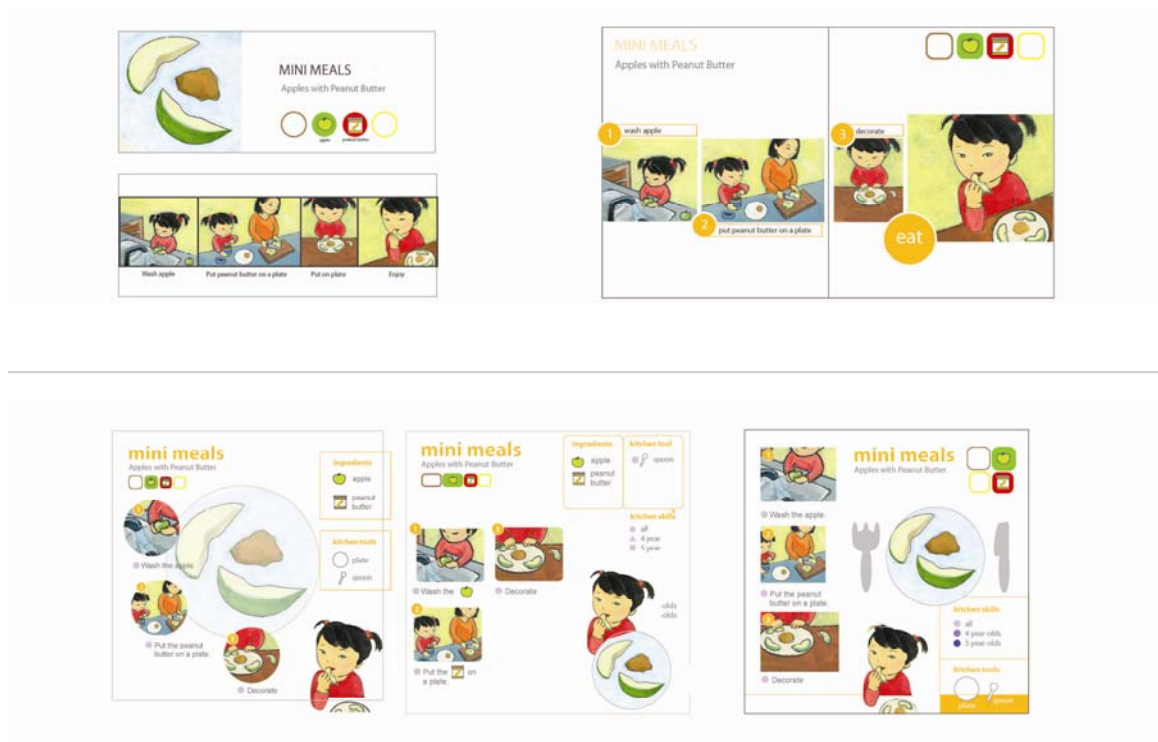 MINI MEALS
Apples with Peanut Butter
apple
peanut butter
Wash apple
Put peanut butter on a plate
Put on plate
Enjoy
MINI MEALS
Apples with Peanut Butter
1
wash apple
2
put peanut butter on a plate
3
decorate
eat
mini meals
Apples with Peanut Butter
1
Wash the apple.
2
Put the peanut
butter on a plate.
3
Decorate
ingredients
apple
peanut
butter
kitchen tools
plate
spoon
mini meals
Apples with Peanut Butter
ingredients
apple
peanut
butter
kitchen tool
spoon
kitchen skills
all
4 year
5 year
-olds
-olds
1
Wash the
2
Put the
on
a plate.
3
Decorate
1
Wash the apple.
2
Put the peanut
butter on a plate.
3
Decorate
mini meals
Apples with Peanut Butter
kitchen skills
all
4 year-olds
5 year-olds
kitchen tools
plate
spoon